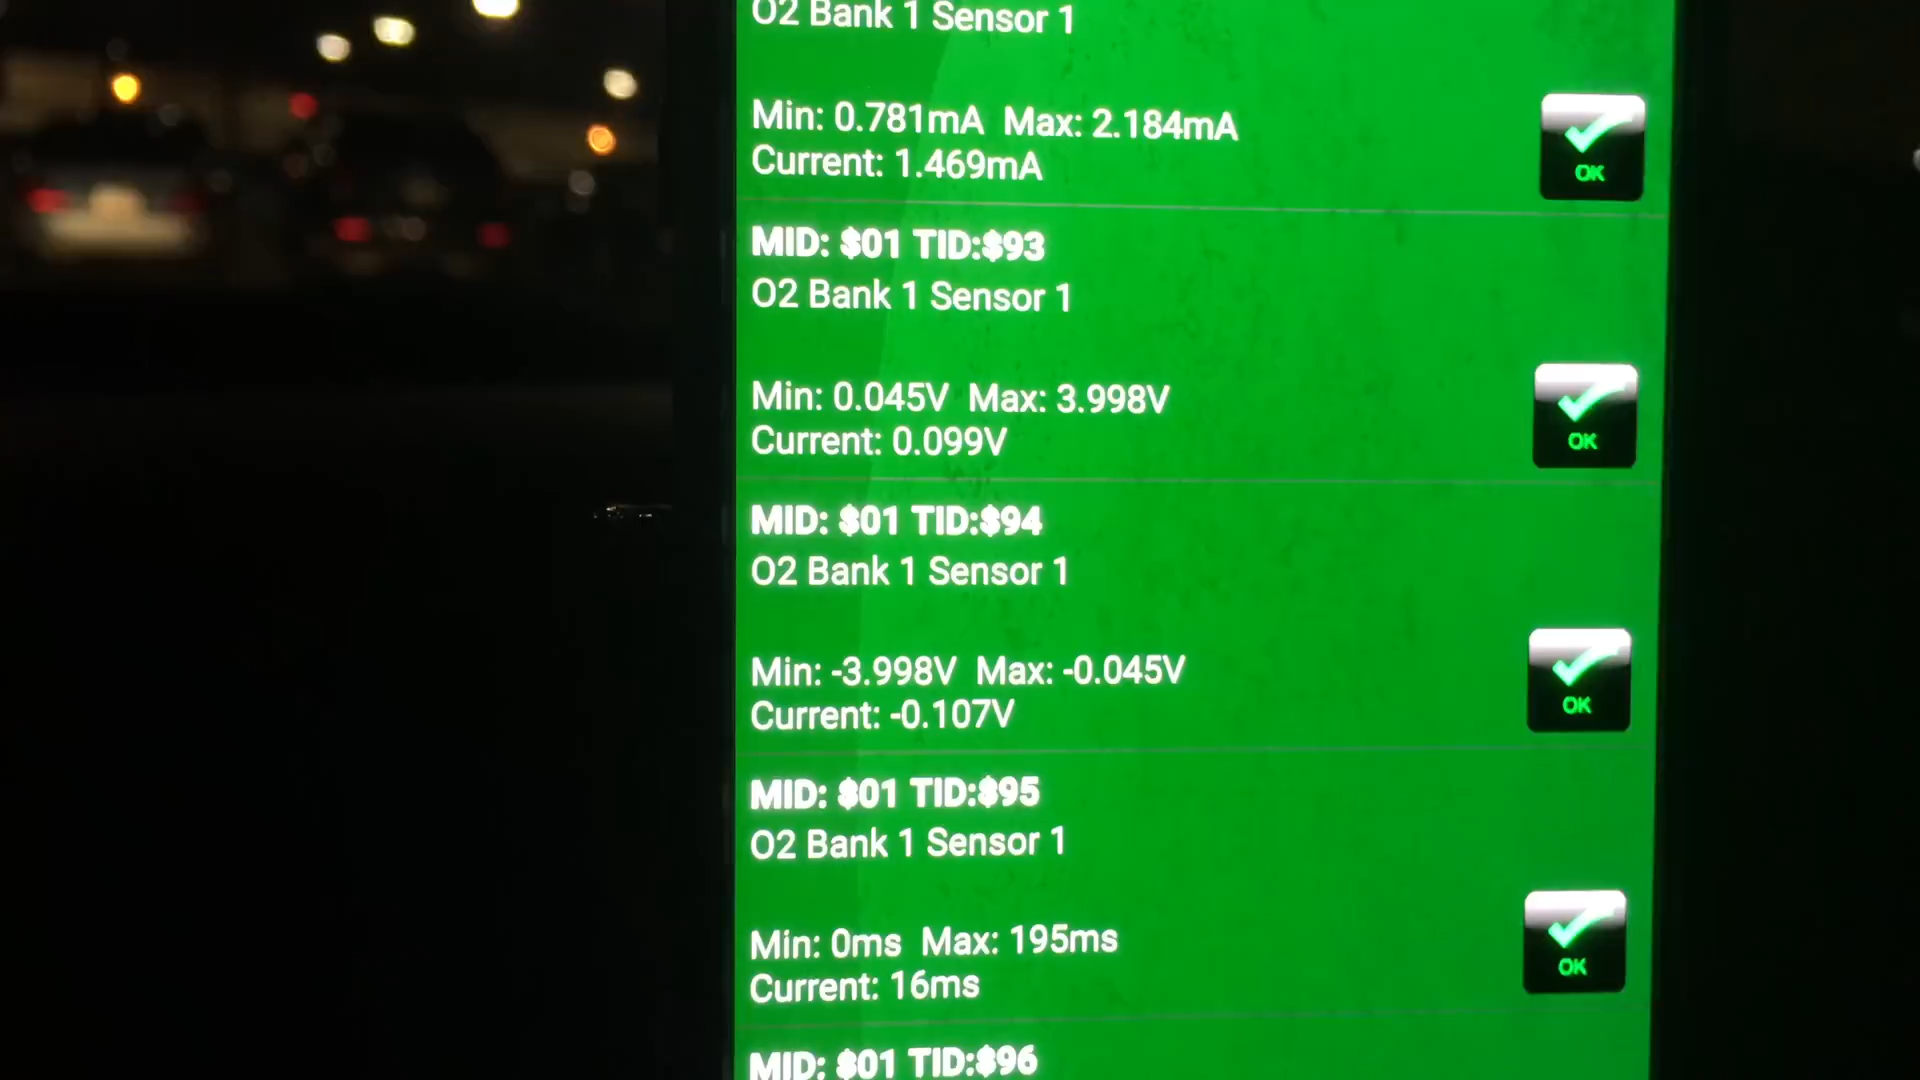 O2 Bank 1 Sensor 1
Min: 0.781mA Max: 2.184mA
Current: 1.469mA
OK
MID: $01 TID:$93
O2 Bank 1 Sensor 1
Min: 0.045V Max: 3.998V
Current: 0.099V
OK
MID: $01 TID:$94
O2 Bank 1 Sensor 1
Min: -3.998V Max: -0.045V
Current: -0.107V
OK
MID: $01 TID:$95
O2 Bank 1 Sensor 1
Min: 0ms Max: 195ms
Current: 16ms
OK
MID: $01 TID:$96